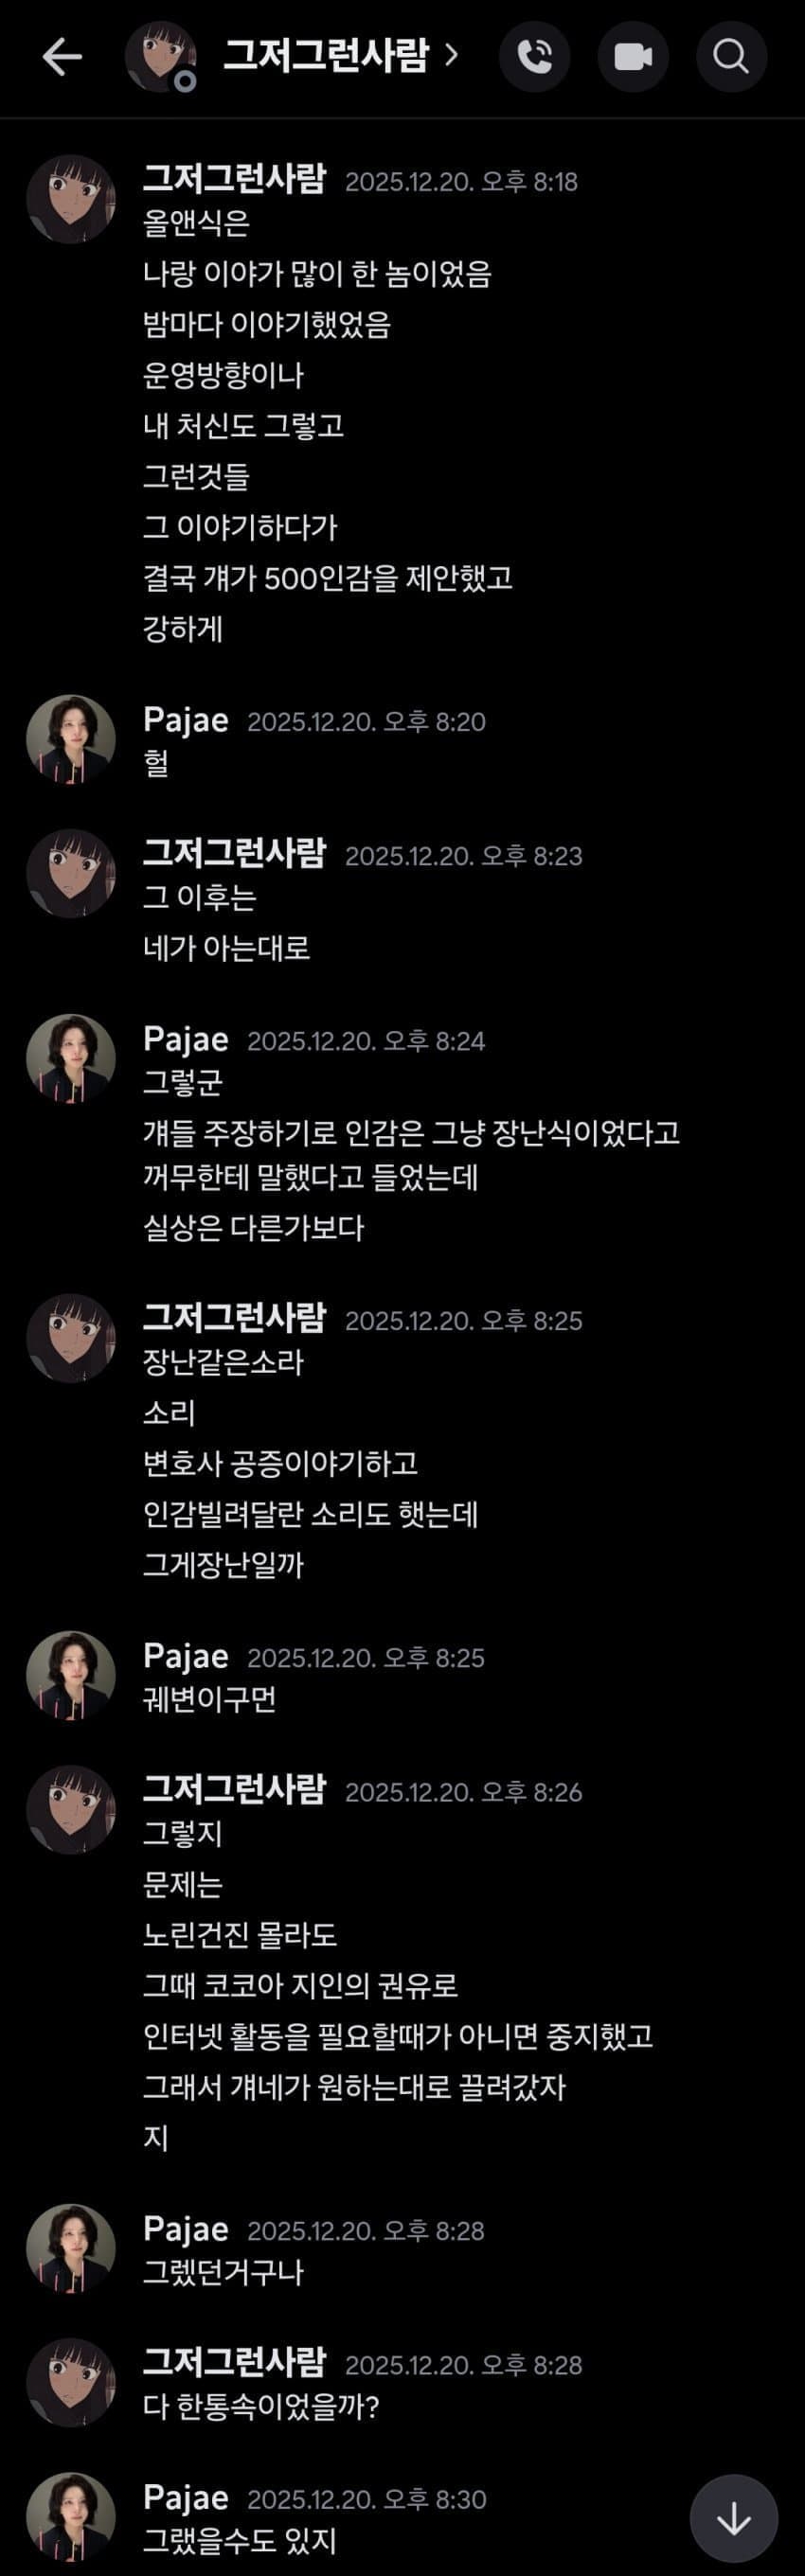 그저그런사람
그저그런사람 2025.12.20. 오후 8:18
올앤식은
나랑 이야가 많이 한 놈이었음
밤마다 이야기했었음
운영방향이나
내 처신도 그렇고
그런것들
그 이야기하다가
결국 걔가 500인감을 제안했고
강하게
Pajae 2025.12.20. 오후 8:20
헐
그저그런사람 2025.12.20. 오후 8:23
그 이후는
네가 아는대로
Pajae 2025.12.20. 오후 8:24
그렇군
걔들 주장하기로 인감은 그냥 장난식이었다고
꺼무한테 말했다고 들었는데
실상은 다른가보다
그저그런사람 2025.12.20. 오후 8:25
장난같은소라
소리
변호사 공증이야기하고
인감빌려달란 소리도 햇는데
그게장난일까
Pajae 2025.12.20. 오후 8:25
궤변이구먼
그저그런사람 2025.12.20. 오후 8:26
그렇지
문제는
노린건진 몰라도
그때 코코아 지인의 권유로
인터넷 활동을 필요할때가 아니면 중지했고
그래서 걔네가 원하는대로 끌려갔자
지
Pajae 2025.12.20. 오후 8:28
그렜던거구나
그저그런사람 2025.12.20. 오후 8:28
다 한통속이었을까?
Pajae 2025.12.20. 오후 8:30
그랬을수도 있지